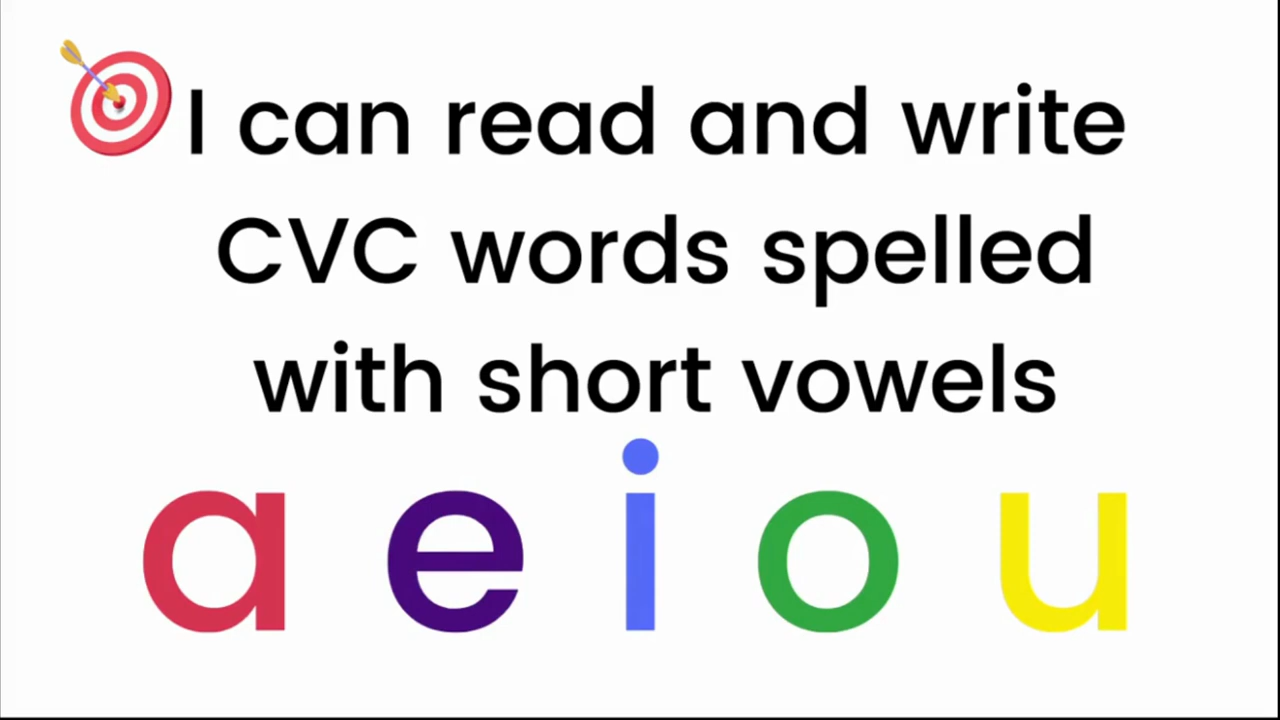 I can read and write
CVC words spelled
with short vowels
a e i o u